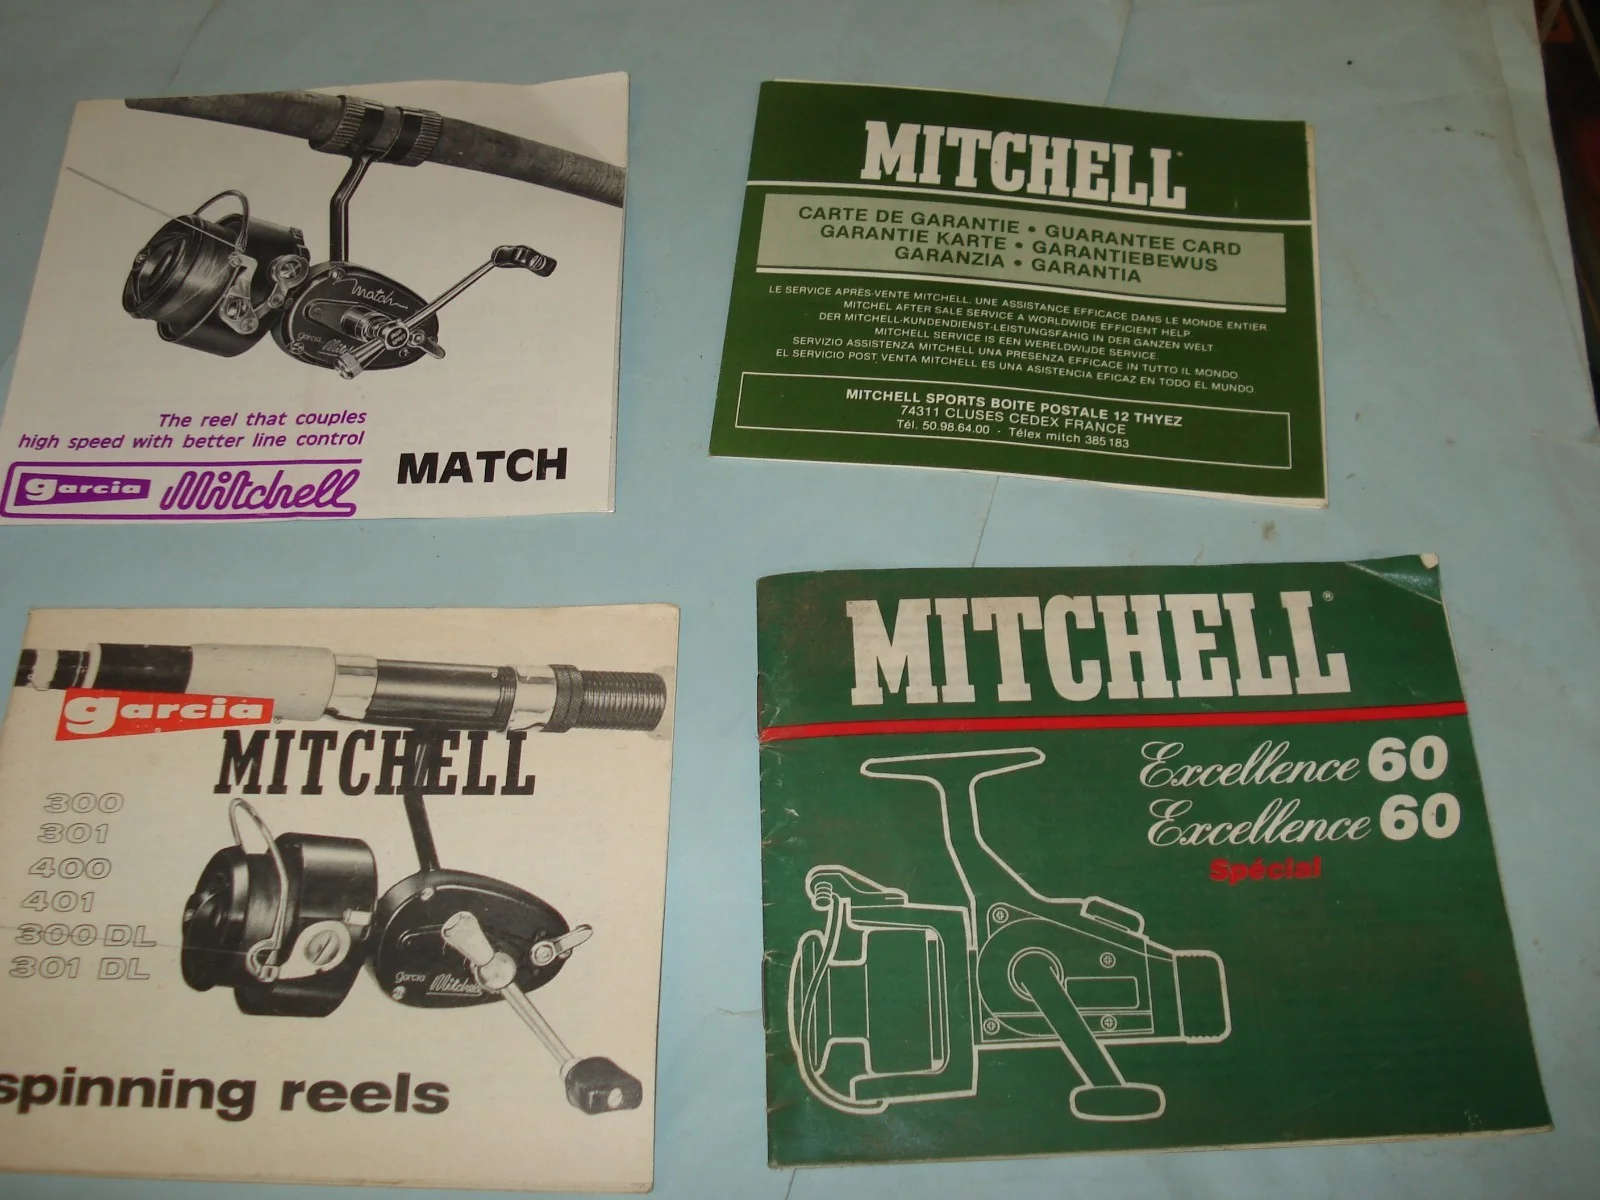 Match
garcia Mitchell
The reel that couples
high speed with better line control
garcia Mitchell
MATCH
MITCHELL
CARTE DE GARANTIE • GUARANTEE CARD
GARANTIE KARTE • GARANTIEBEWUS
GARANZIA • GARANTIA
LE SERVICE APRÈS-VENTE MITCHELL. UNE ASSISTANCE EFFICACE DANS LE MONDE ENTIER
MITCHEL AFTER SALE SERVICE A WORLDWIDE EFFICIENT HELP
DER MITCHELL-KUNDENDIENST-LEISTUNGSFÄHIG IN DER GANZEN WELT
MITCHELL SERVICE IS EEN WERELDWIJDE SERVICE
SERVIZIO ASSISTENZA MITCHELL UNA PRESENZA EFFICACE IN TUTTO IL MONDO
EL SERVICIO POST VENTA MITCHELL ES UNA ASISTENCIA EFICAZ EN TODO EL MUNDO
MITCHELL SPORTS BOITE POSTALE 12 THYEZ
74311 CLUSES CEDEX FRANCE
Tél. 50.98.64.00 - Télex mitch 385183
garcia®
MITCHELL
300
301
400
401
300 DL
301 DL
garcia Mitchell
spinning reels
MITCHELL®
Excellence 60
Excellence 60
Spécial